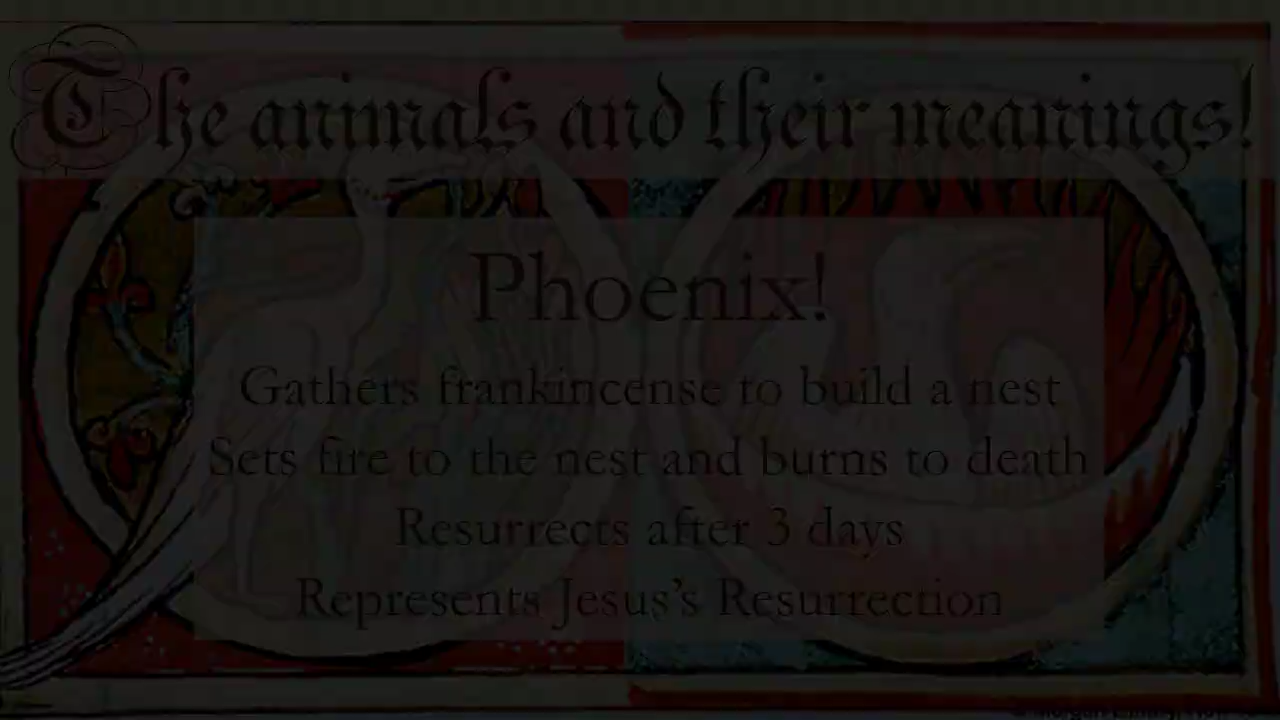 The animals and their meanings!
Phoenix!
Gathers frankincense to build a nest
Sets fire to the nest and burns to death
Resurrects after 3 days
Represents Jesus’s Resurrection